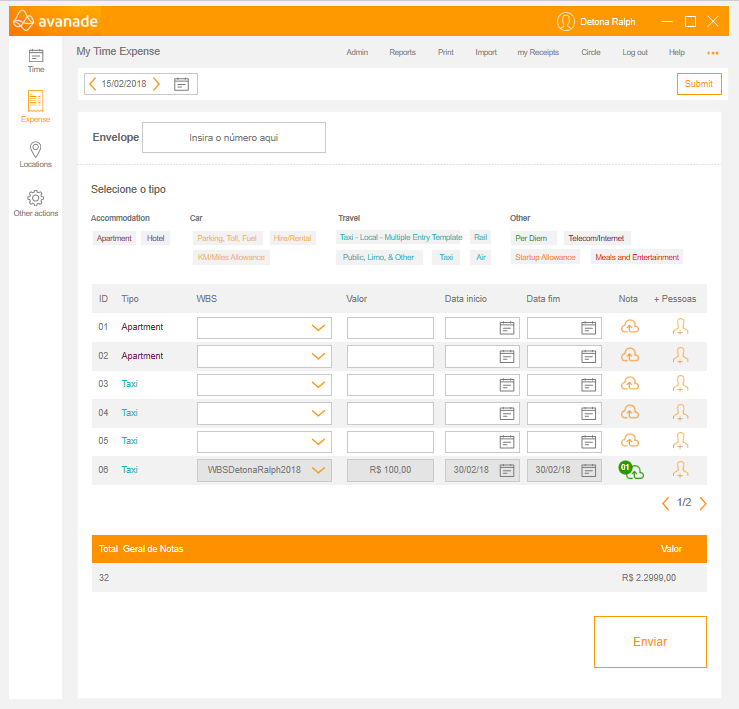 avanade
Detona Ralph
My Time Expense
Admin Reports Print Import my Receipts Circle Log out Help
Time
15/02/2018
Submit
Expense
Envelope Insira o número aqui
Locations
Selecione o tipo
Other actions
Accommodation Car Travel Other
Apartment Hotel Parking, Toll, Fuel Hire/Rental Taxi - Local - Multiple Entry Template Rail Per Diem Telecom/Internet
KM/Miles Allowance Public, Limo, & Other Taxi Air Startup Allowance Meals and Entertainment
ID Tipo WBS Valor Data inicio Data fim Nota + Pessoas
01 Apartment
02 Apartment
03 Taxi
04 Taxi
05 Taxi
06 Taxi WBSDetonaRalph2018 R$ 100,00 30/02/18 30/02/18 01
1/2
Total Geral de Notas Valor
32 R$ 2.2999,00
Enviar